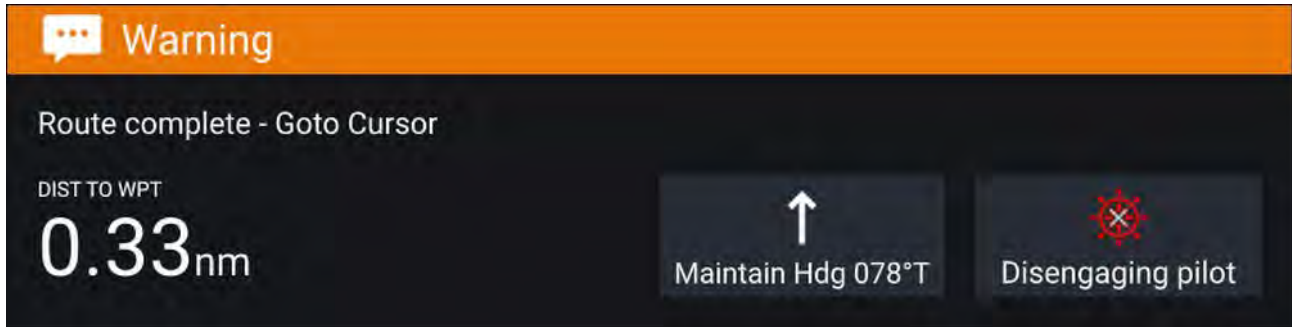 Warning
Route complete - Goto Cursor
DIST TO WPT
0.33nm
Maintain Hdg 078°T
Disengaging pilot